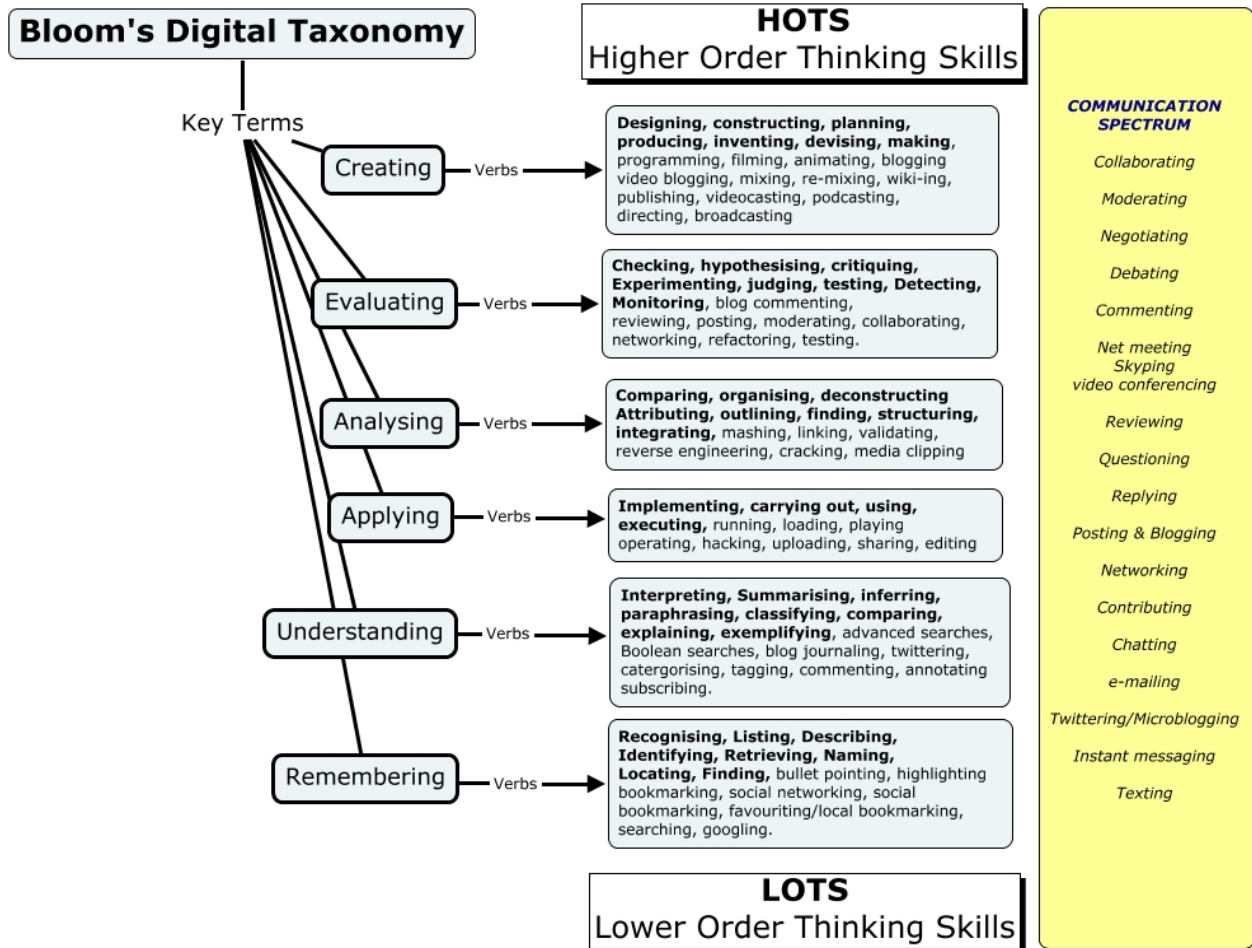 Bloom's Digital Taxonomy
HOTS
Higher Order Thinking Skills
Key Terms
Creating
Verbs
Designing, constructing, planning,
producing, inventing, devising, making,
programming, filming, animating, blogging
video blogging, mixing, re-mixing, wiki-ing,
publishing, videocasting, podcasting,
directing, broadcasting
Evaluating
Verbs
Checking, hypothesising, critiquing,
Experimenting, judging, testing, Detecting,
Monitoring, blog commenting,
reviewing, posting, moderating, collaborating,
networking, refactoring, testing.
Analysing
Verbs
Comparing, organising, deconstructing
Attributing, outlining, finding, structuring,
integrating, mashing, linking, validating,
reverse engineering, cracking, media clipping
Applying
Verbs
Implementing, carrying out, using,
executing, running, loading, playing
operating, hacking, uploading, sharing, editing
Understanding
Verbs
Interpreting, Summarising, inferring,
paraphrasing, classifying, comparing,
explaining, exemplifying, advanced searches,
Boolean searches, blog journaling, twittering,
catergorising, tagging, commenting, annotating
subscribing.
Remembering
Verbs
Recognising, Listing, Describing,
Identifying, Retrieving, Naming,
Locating, Finding, bullet pointing, highlighting
bookmarking, social networking, social
bookmarking, favouriting/local bookmarking,
searching, googling.
LOTS
Lower Order Thinking Skills
COMMUNICATION
SPECTRUM
Collaborating
Moderating
Negotiating
Debating
Commenting
Net meeting
Skyping
video conferencing
Reviewing
Questioning
Replying
Posting & Blogging
Networking
Contributing
Chatting
e-mailing
Twittering/Microblogging
Instant messaging
Texting